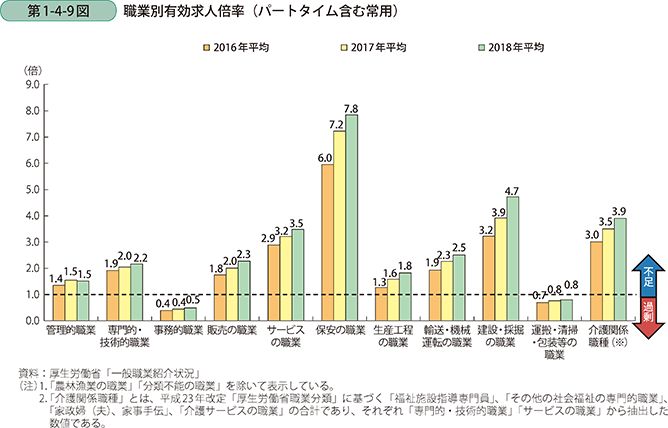 第1-4-9図　職業別有効求人倍率（パートタイム含む常用）
2016年平均　2017年平均　2018年平均
（倍）
9.0
8.0
7.0
6.0
5.0
4.0
3.0
2.0
1.0
0.0
1.4 1.5 1.5
1.9 2.0 2.2
0.4 0.4 0.5
1.8 2.0 2.3
2.9 3.2 3.5
6.0 7.2 7.8
1.3 1.6 1.8
1.9 2.3 2.5
3.2 3.9 4.7
0.7 0.8 0.8
3.0 3.5 3.9
不足
過剰
管理的職業
専門的・
技術的職業
事務的職業
販売の職業
サービス
の職業
保安の職業
生産工程
の職業
輸送・機械
運転の職業
建設・採掘
の職業
運搬・清掃
・包装等の
職業
介護関係
職種（※）
資料：厚生労働省「一般職業紹介状況」
（注）1.「農林漁業の職業」「分類不能の職業」を除いて表示している。
2.「介護関係職種」とは、平成23年改定「厚生労働省職業分類」に基づく「福祉施設指導専門員」、「その他の社会福祉の専門的職業」、
「家政婦（夫）、家事手伝」、「介護サービスの職業」の合計であり、それぞれ「専門的・技術的職業」「サービスの職業」から抽出した
数値である。